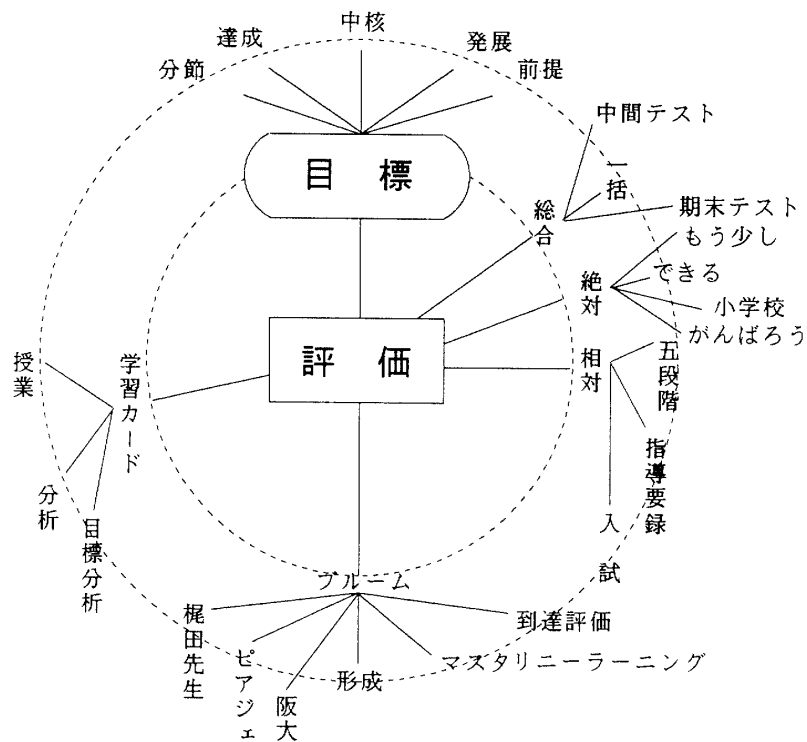 中核
達成
発展
分節
前提
目標
中間テスト
一括
総合
期末テスト
もう少し
できる
絶対
小学校
がんばろう
評価
相対
五段階
指導要録
入試
授業
学習カード
分析
目標分析
ブルーム
梶田先生
ピアジェ
阪大
形成
マスタリニーラーニング
到達評価